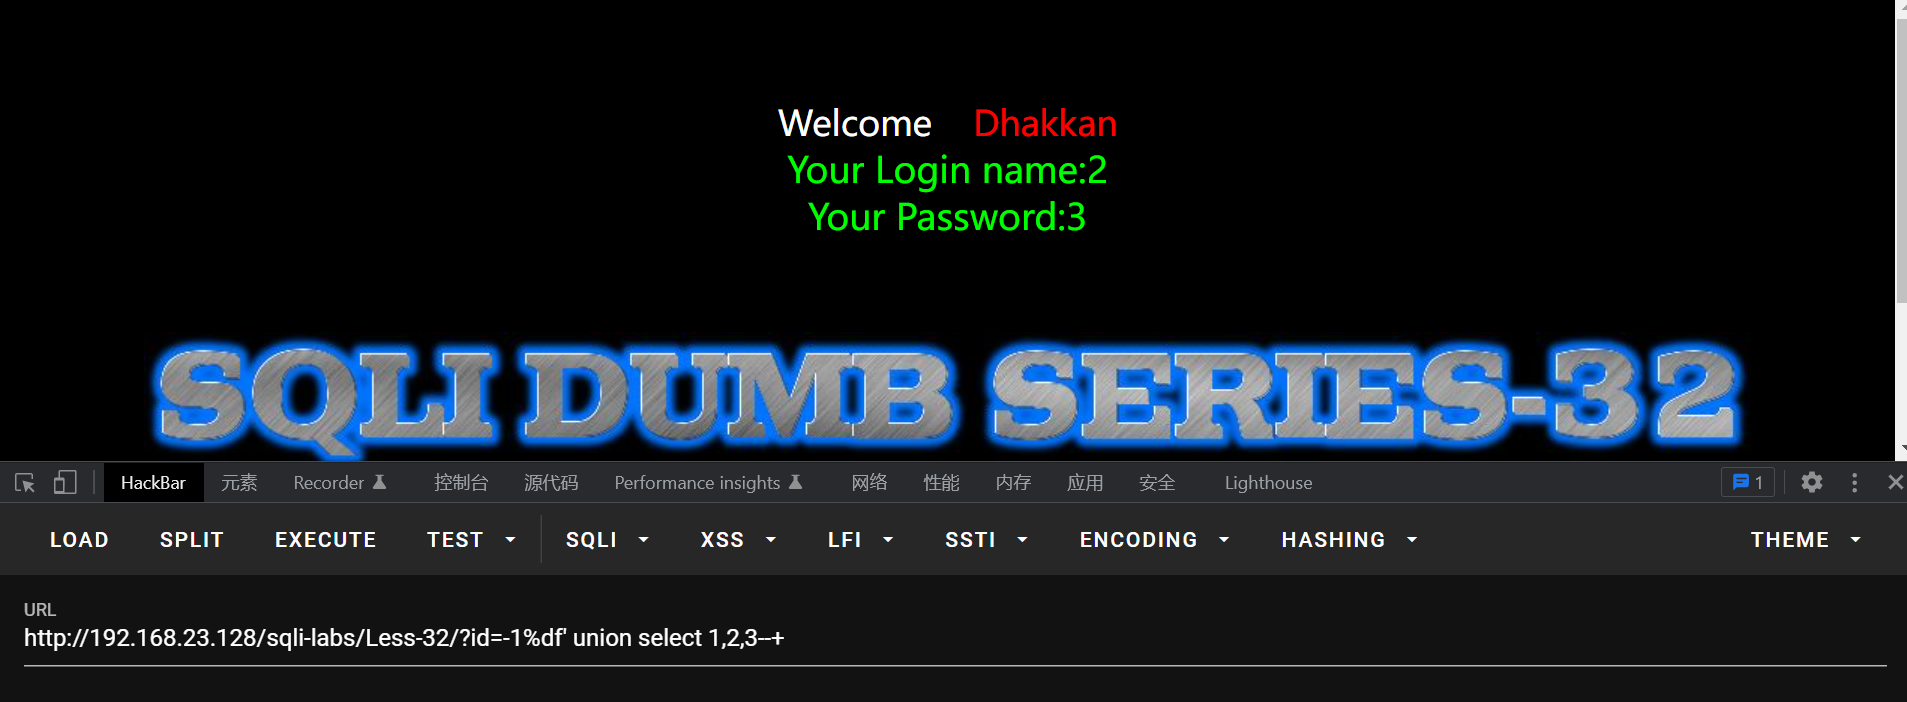 Welcome Dhakkan
Your Login name:2
Your Password:3
SQLI DUMB SERIES-32
HackBar 元素 Recorder 控制台 源代码 Performance insights 网络 性能 内存 应用 安全 Lighthouse 1
LOAD SPLIT EXECUTE TEST SQLI XSS LFI SSTI ENCODING HASHING THEME
URL
http://192.168.23.128/sqli-labs/Less-32/?id=-1%df' union select 1,2,3--+